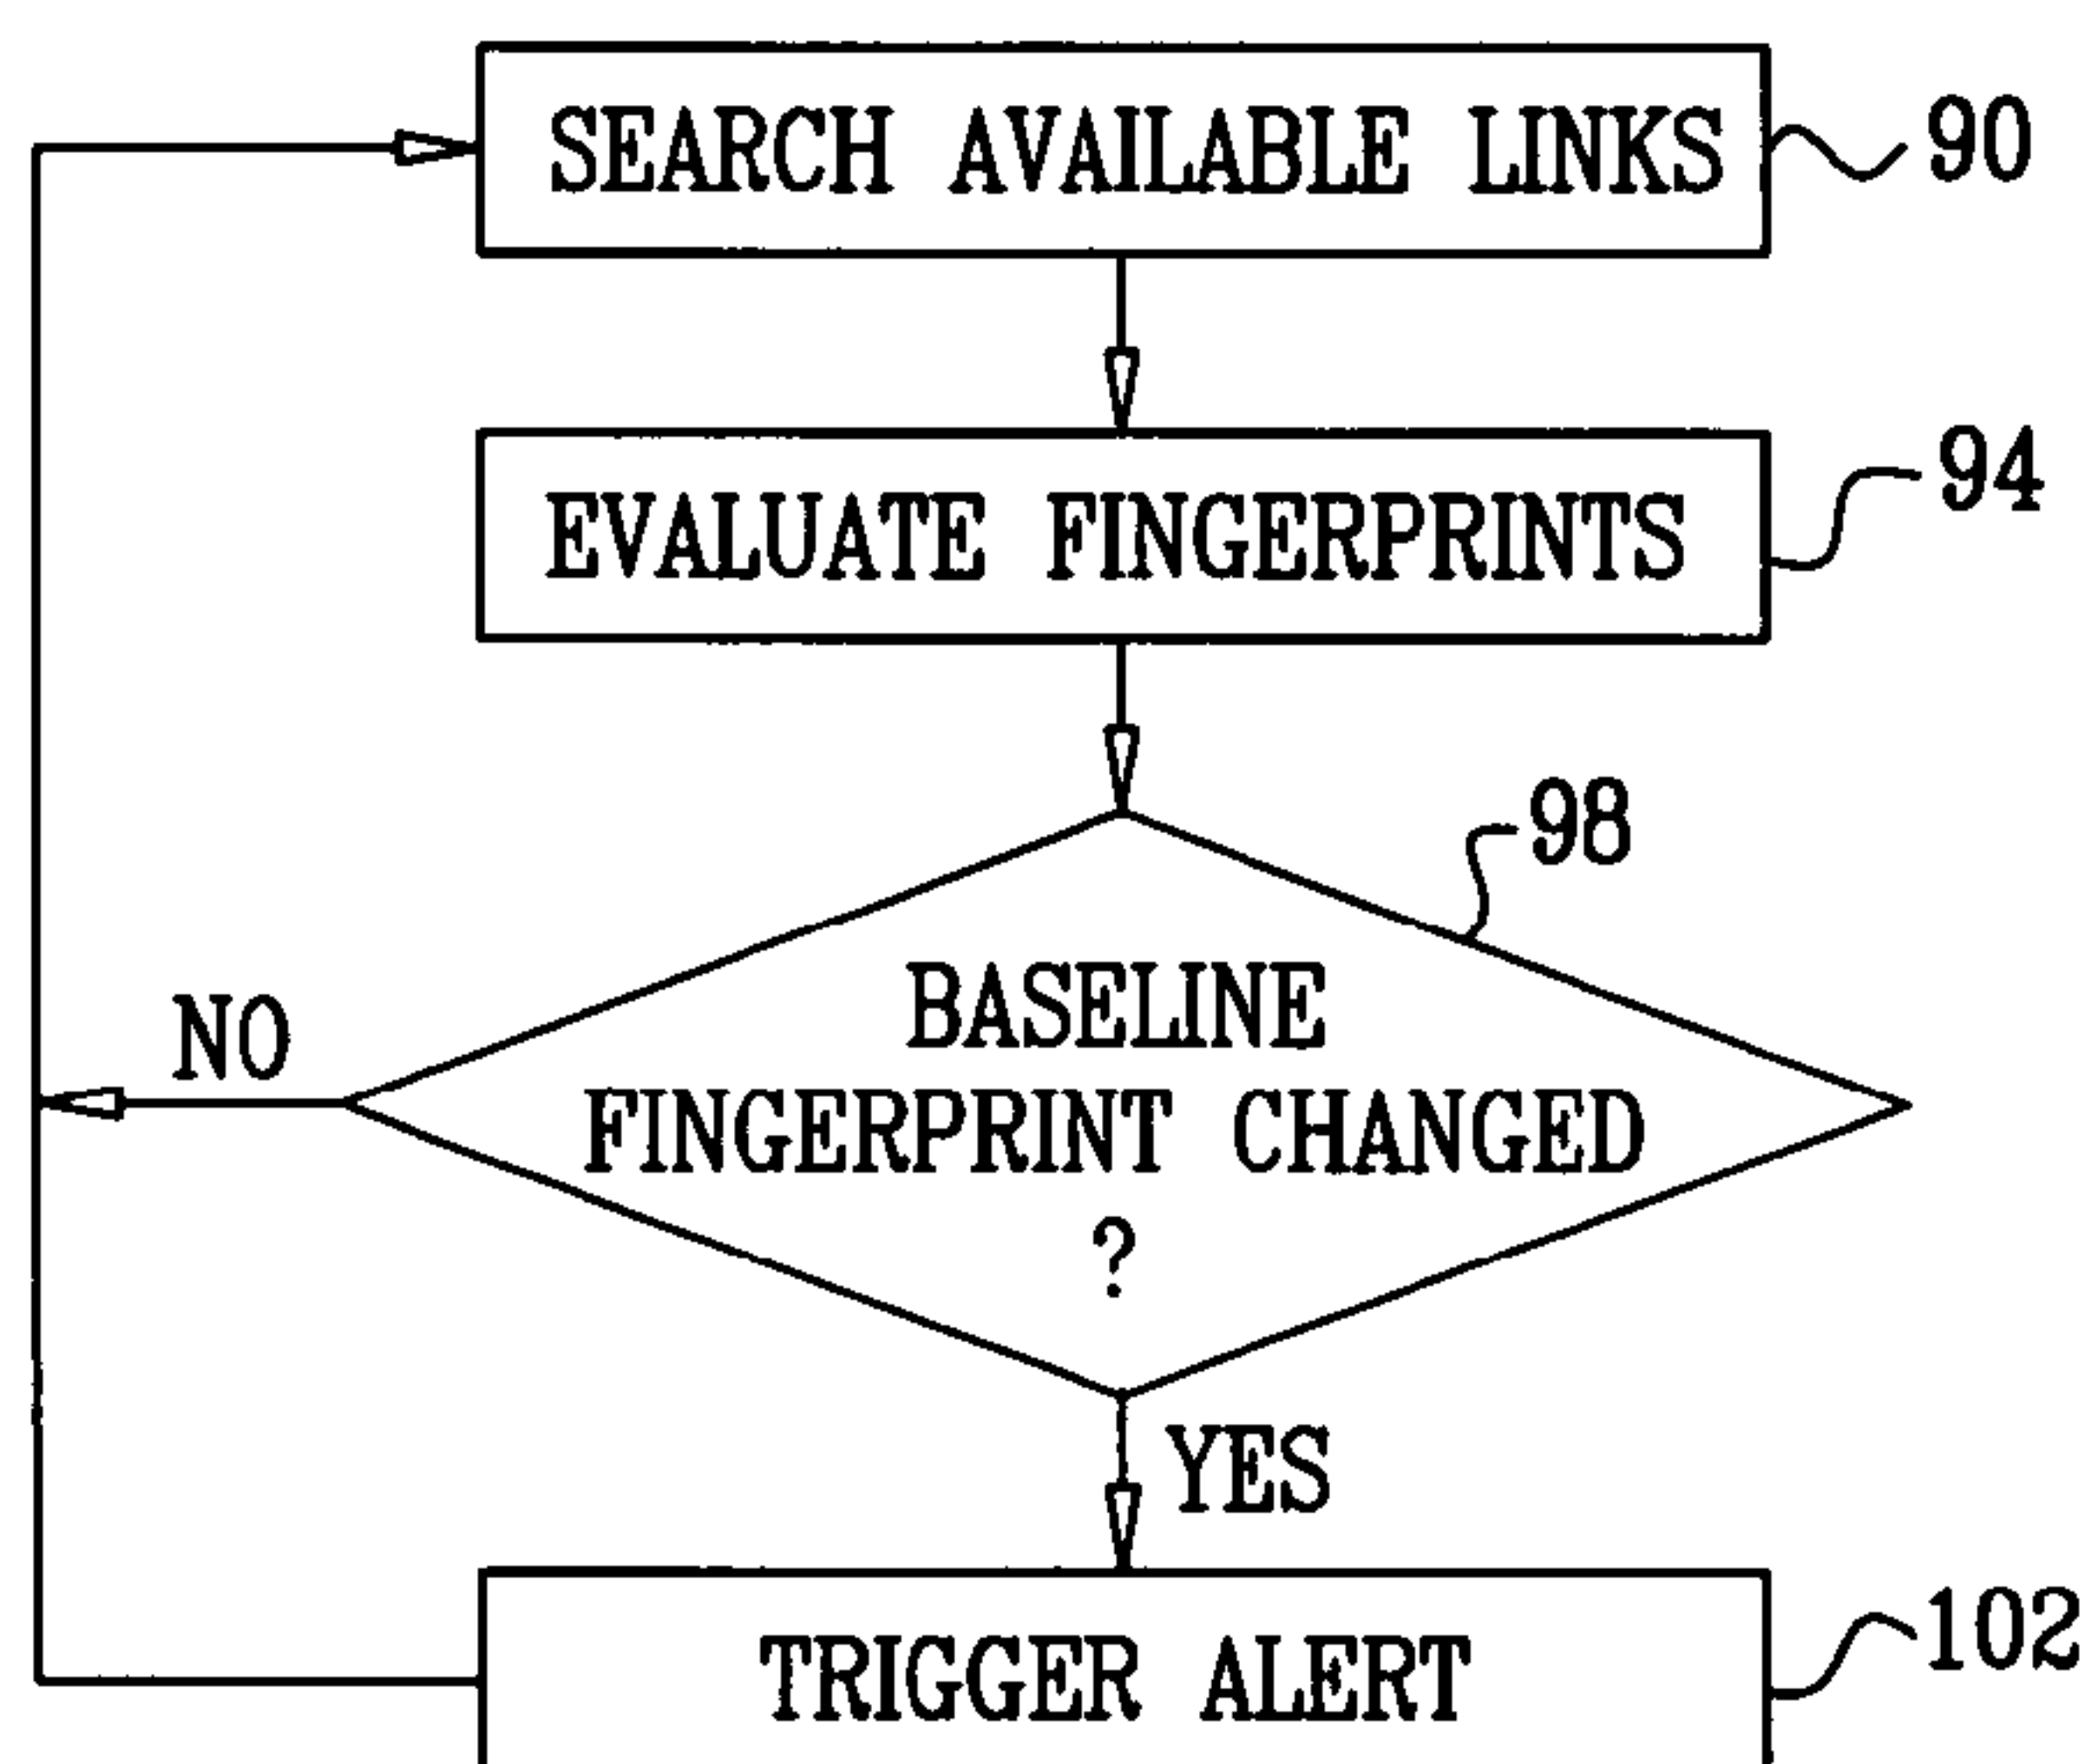 SEARCH AVAILABLE LINKS
90
EVALUATE FINGERPRINTS
94
98
BASELINE
FINGERPRINT CHANGED
?
NO
YES
TRIGGER ALERT
102